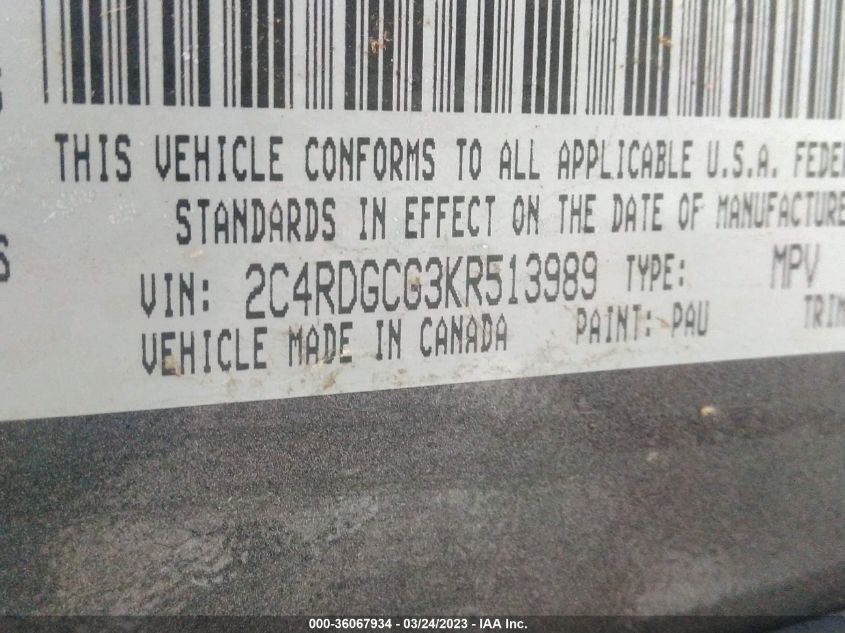 THIS VEHICLE CONFORMS TO ALL APPLICABLE U.S.A. FEDER
STANDARDS IN EFFECT ON THE DATE OF MANUFACTURE
VIN: 2C4RDGCG3KR513989 TYPE: MPV
VEHICLE MADE IN CANADA PAINT: PAU TRIM
000-36067934 - 03/24/2023 - IAA Inc.